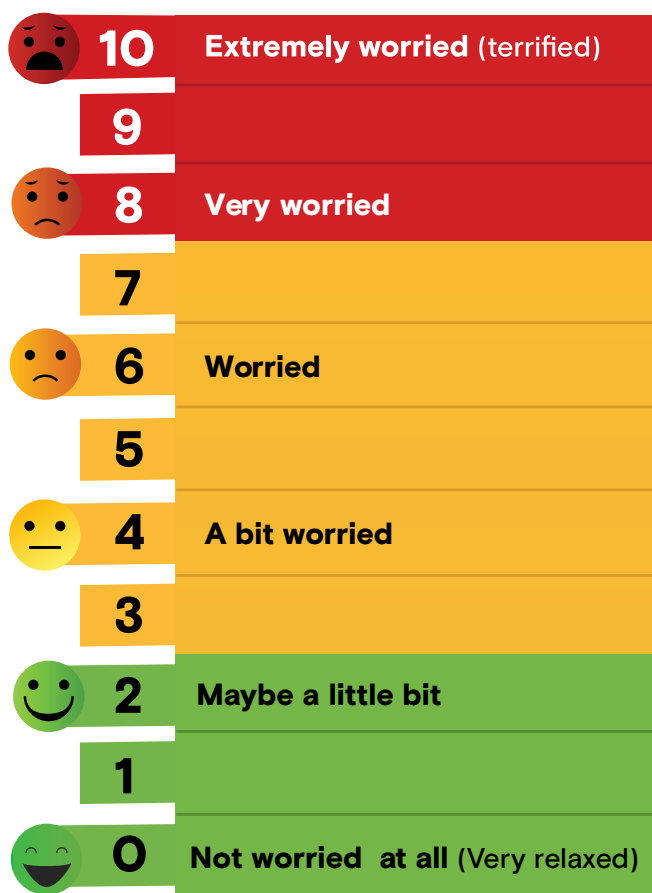 10 Extremely worried (terrified)
9
8 Very worried
7
6 Worried
5
4 A bit worried
3
2 Maybe a little bit
1
0 Not worried at all (Very relaxed)